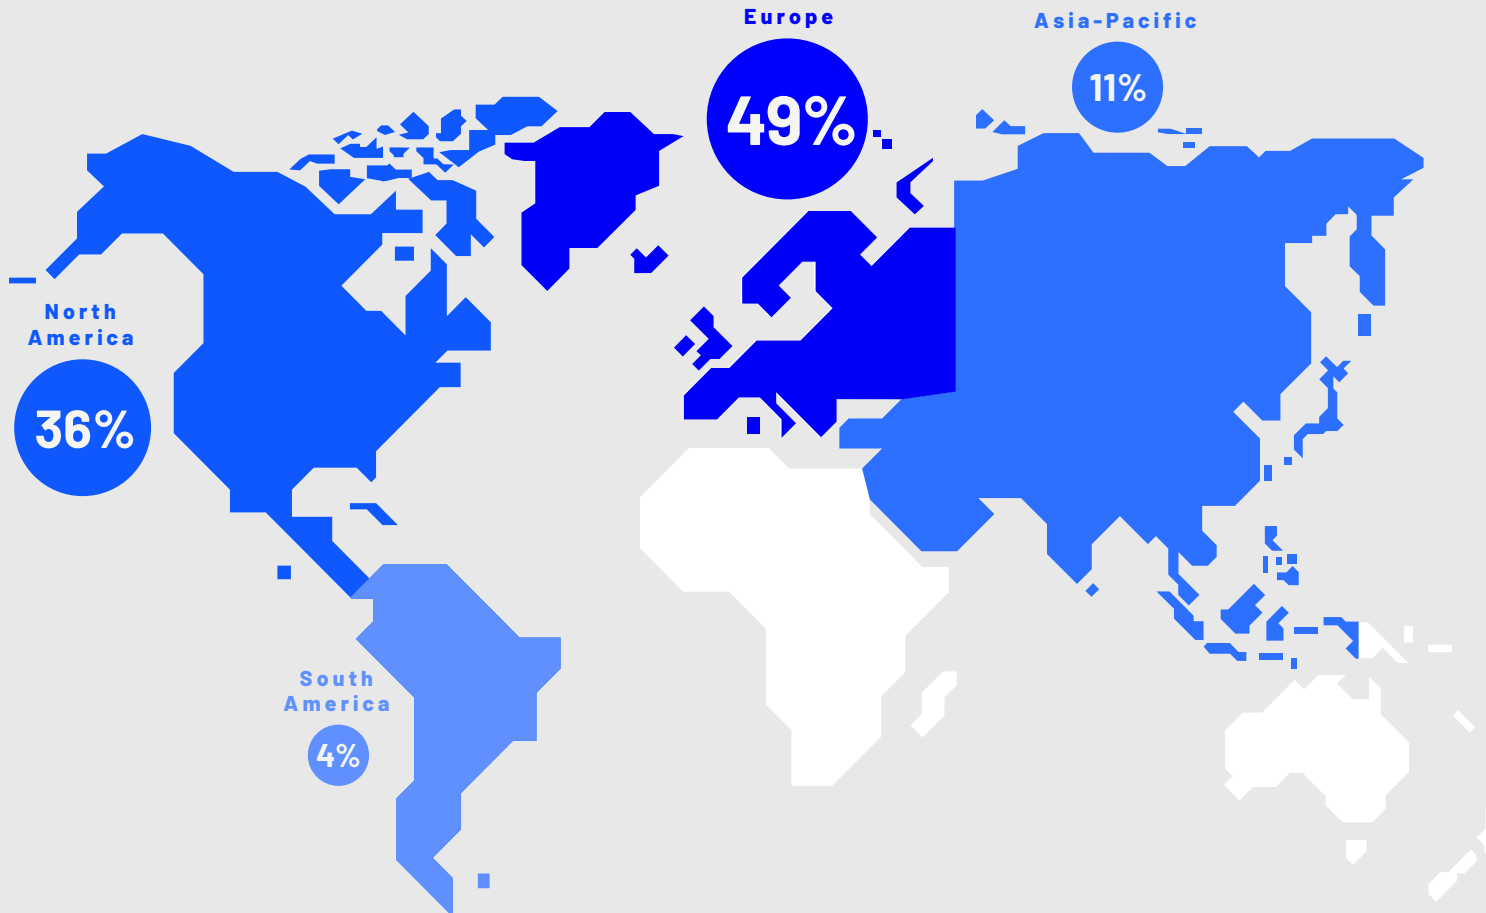 Europe
49%
Asia-Pacific
11%
North
America
36%
South
America
4%